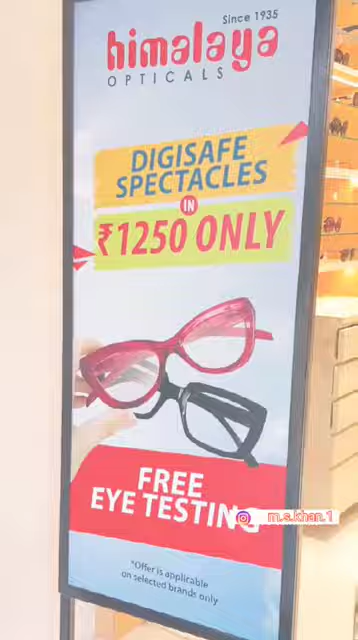 Since 1935
himalaya
OPTICALS
DIGISAFE
SPECTACLES
IN
₹1250 ONLY
FREE
EYE TESTING
m.s.khan.1
*Offer is applicable
on selected brands only